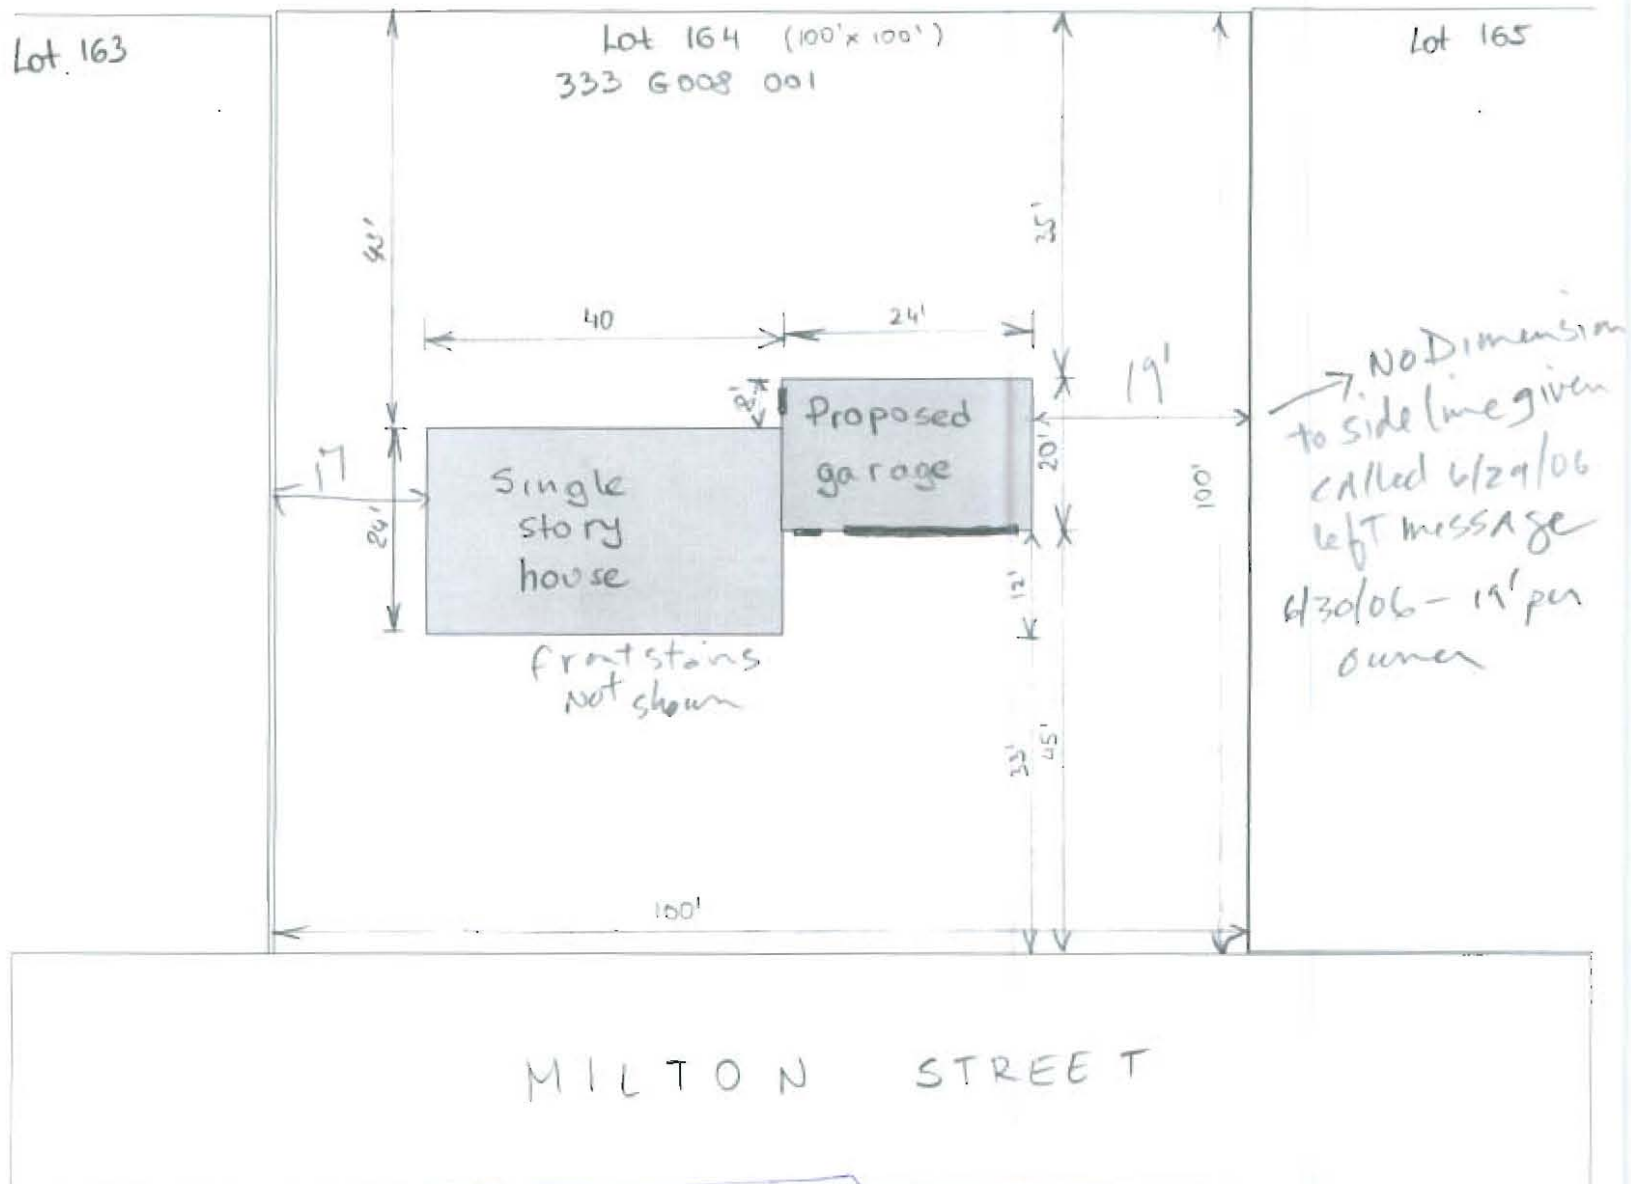 Lot 163
Lot 164 (100'x 100')
333 G008 001
Lot 165
35'
40
24'
19'
Proposed
garage
20'
17
24'
Single
story
house
100'
12'
front stairs
Not shown
33'
45'
100'
No Dimension
to side line given
called 6/29/06
left message
6/30/06 - 19' per
owner
MILTON STREET